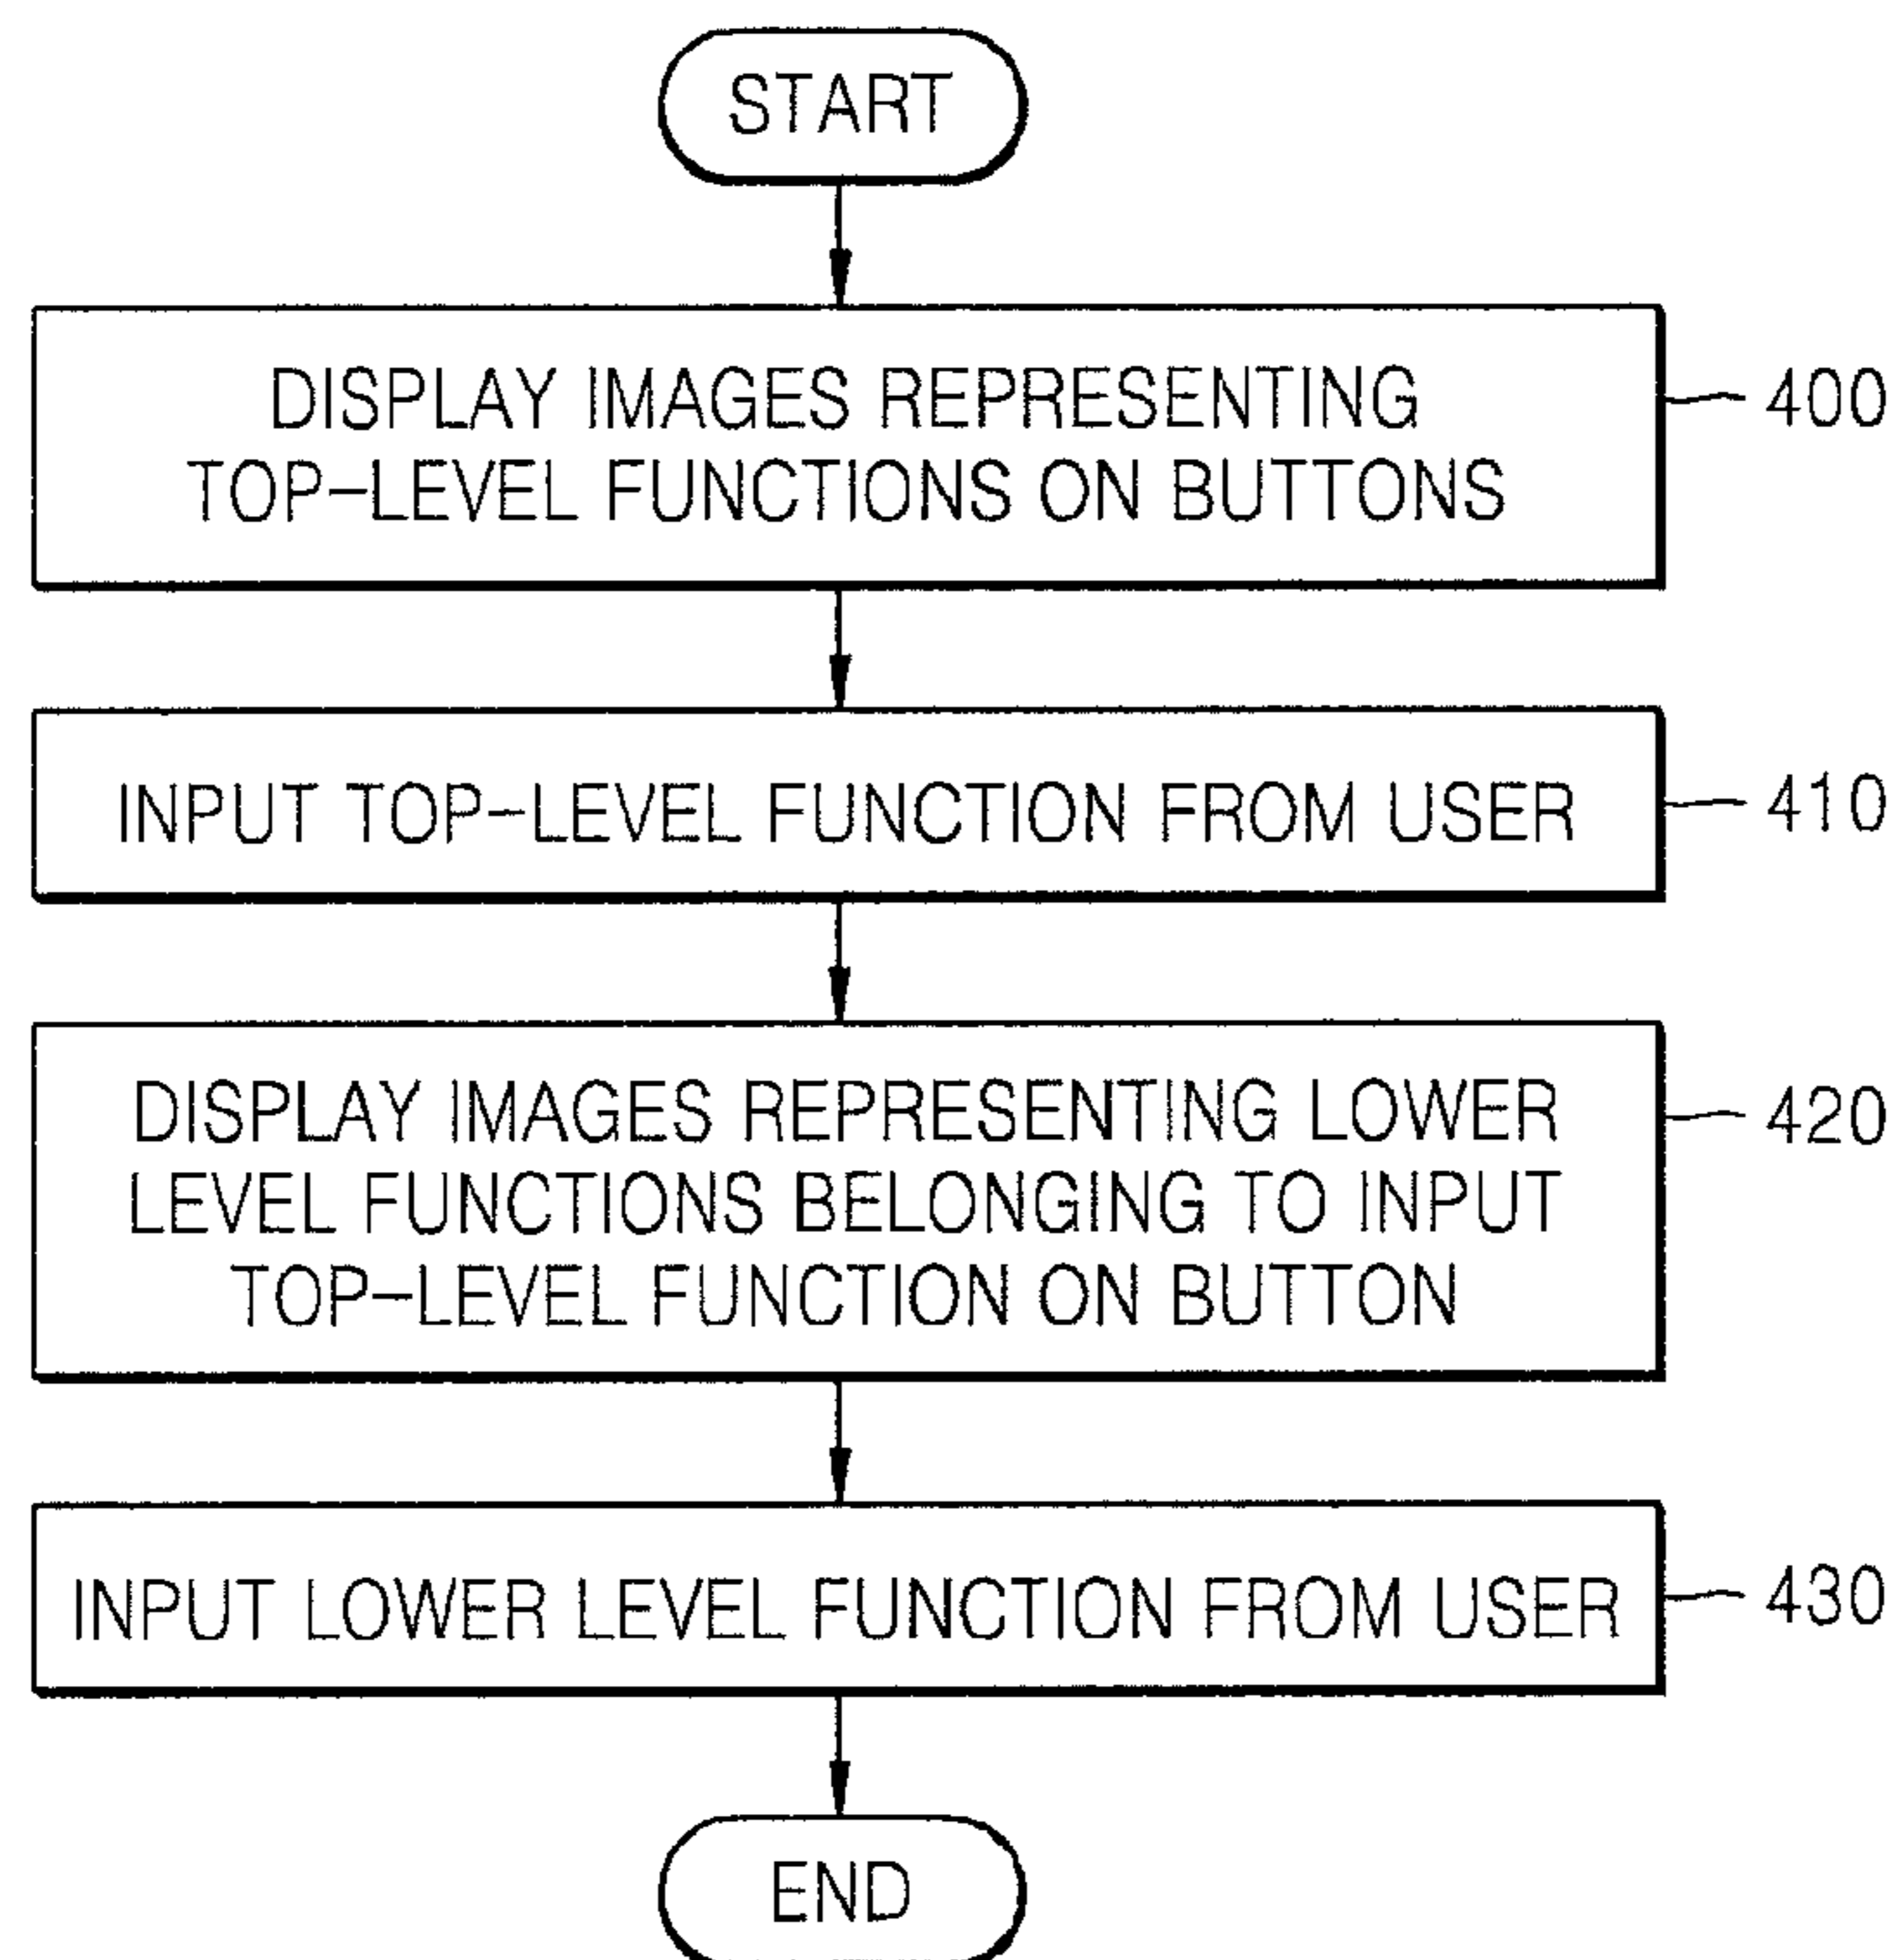 START
DISPLAY IMAGES REPRESENTING
TOP-LEVEL FUNCTIONS ON BUTTONS
400
INPUT TOP-LEVEL FUNCTION FROM USER
410
DISPLAY IMAGES REPRESENTING LOWER
LEVEL FUNCTIONS BELONGING TO INPUT
TOP-LEVEL FUNCTION ON BUTTON
420
INPUT LOWER LEVEL FUNCTION FROM USER
430
END